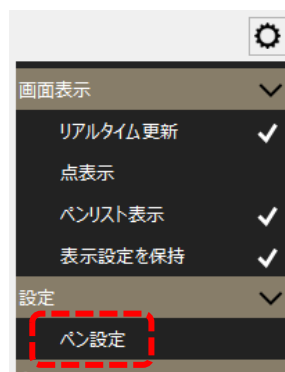 画面表示
リアルタイム更新
点表示
ペンリスト表示
表示設定を保持
設定
ペン設定